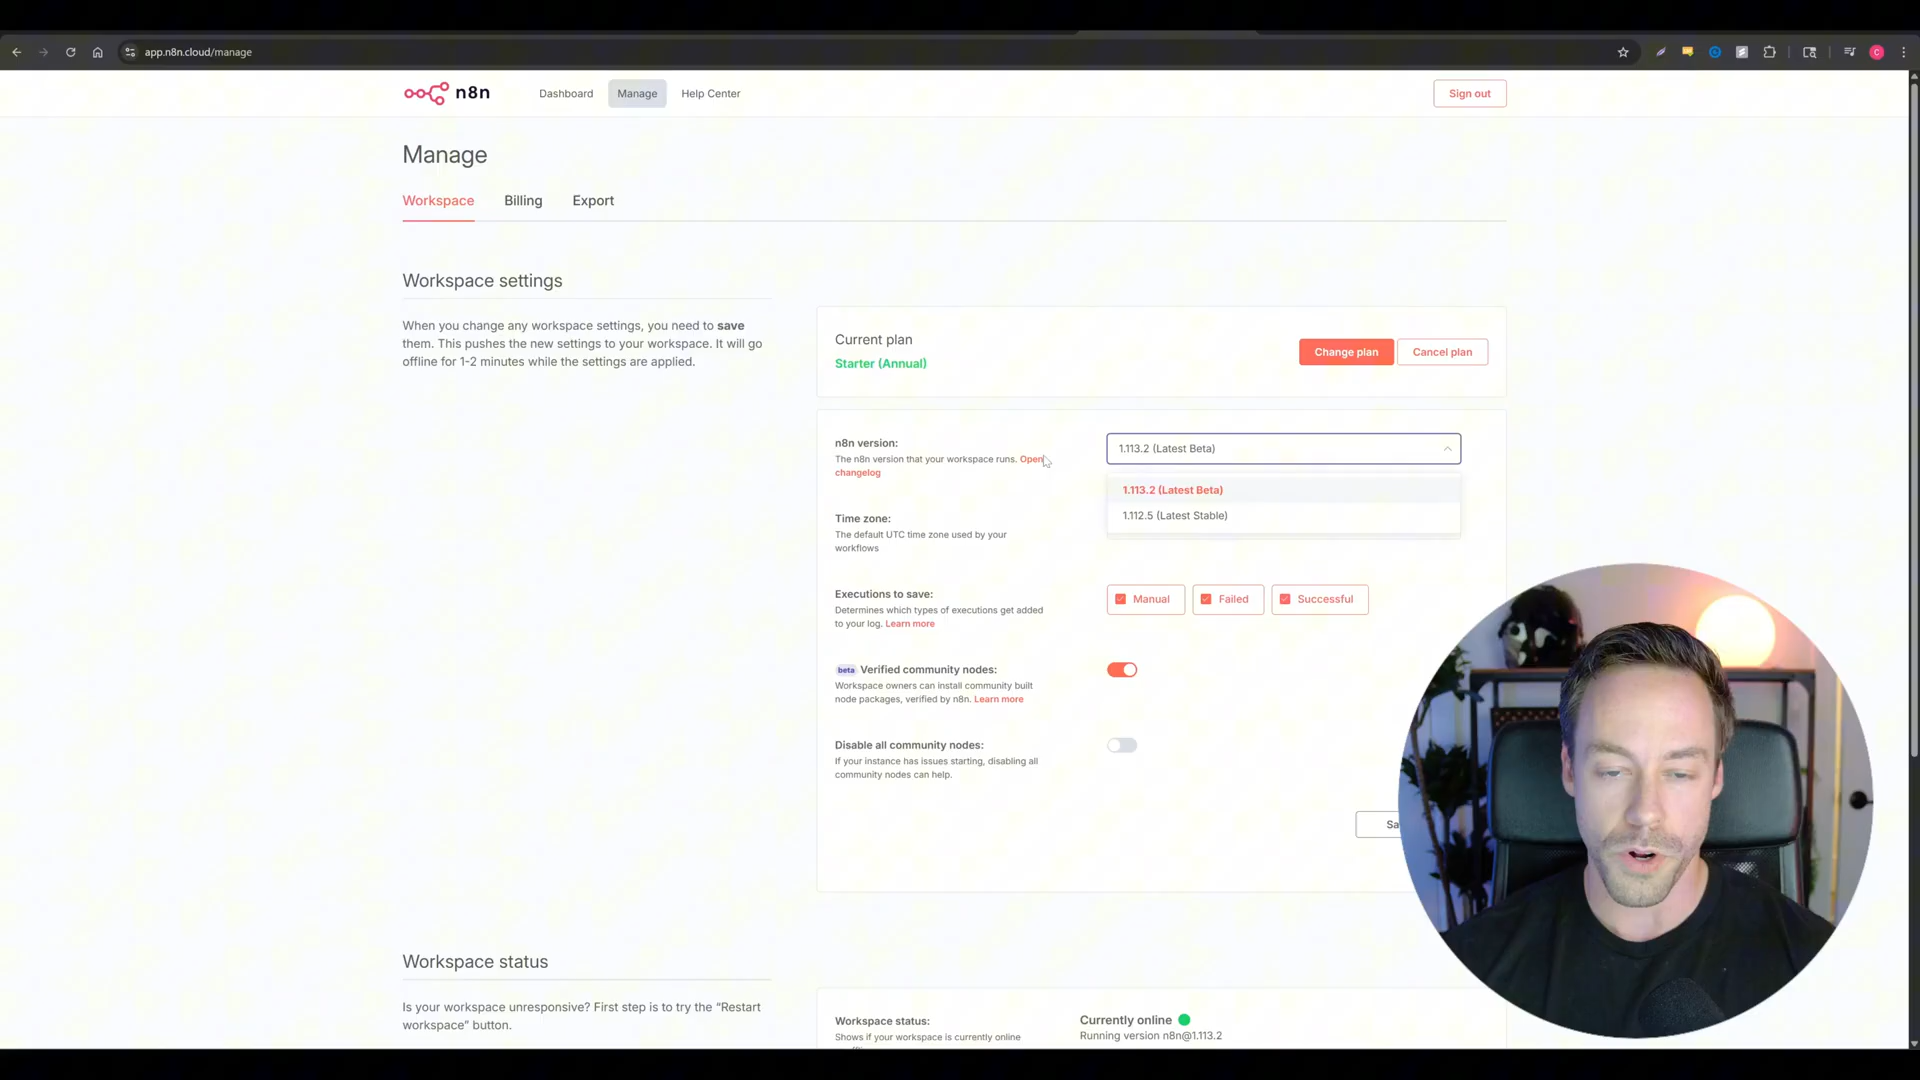 app.n8n.cloud/manage
n8n
Dashboard
Manage
Help Center
Sign out
Manage
Workspace
Billing
Export
Workspace settings
When you change any workspace settings, you need to save
them. This pushes the new settings to your workspace. It will go
offline for 1-2 minutes while the settings are applied.
Current plan
Starter (Annual)
Change plan
Cancel plan
n8n version:
The n8n version that your workspace runs. Open
changelog
1.113.2 (Latest Beta)
1.113.2 (Latest Beta)
1.112.5 (Latest Stable)
Time zone:
The default UTC time zone used by your
workflows
Executions to save:
Determines which types of executions get added
to your log. Learn more
Manual
Failed
Successful
beta Verified community nodes:
Workspace owners can install community built
node packages, verified by n8n. Learn more
Disable all community nodes:
If your instance has issues starting, disabling all
community nodes can help.
Sa
Workspace status
Is your workspace unresponsive? First step is to try the “Restart
workspace” button.
Workspace status:
Shows if your workspace is currently online
Currently online
Running version n8n@1.113.2